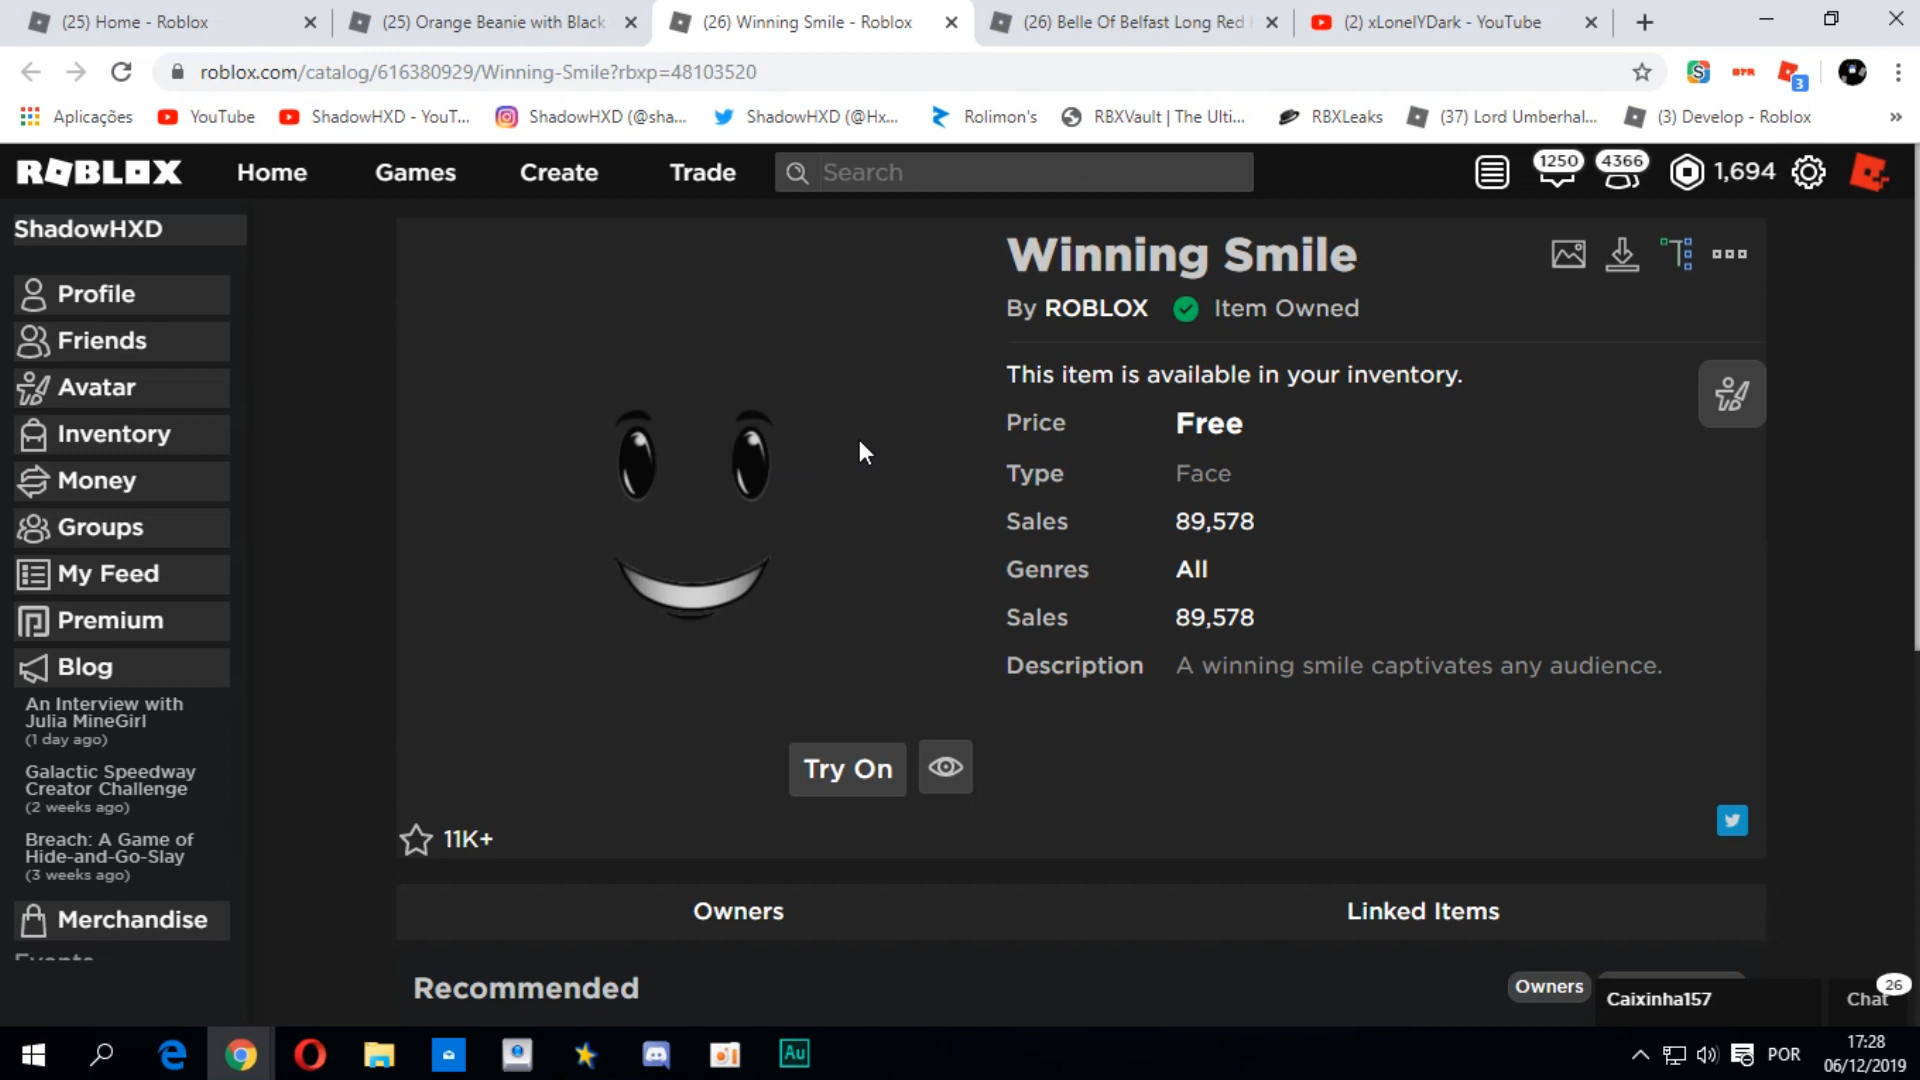 (25) Home - Roblox
(25) Orange Beanie with Black
(26) Winning Smile - Roblox
(26) Belle Of Belfast Long Red
(2) xLonelYDark - YouTube
roblox.com/catalog/616380929/Winning-Smile?rbxp=48103520
BPR
3
Aplicações
YouTube
ShadowHXD - YouT...
ShadowHXD (@sha...
ShadowHXD (@Hx...
Rolimon's
RBXVault | The Ulti...
RBXLeaks
(37) Lord Umberhal...
(3) Develop - Roblox
»
ROBLOX
Home
Games
Create
Trade
Search
1250
4366
1,694
ShadowHXD
Profile
Friends
Avatar
Inventory
Money
Groups
My Feed
Premium
Blog
An Interview with
Julia MineGirl
(1 day ago)
Galactic Speedway
Creator Challenge
(2 weeks ago)
Breach: A Game of
Hide-and-Go-Slay
(3 weeks ago)
Merchandise
Events
Winning Smile
By ROBLOX
Item Owned
This item is available in your inventory.
Price
Free
Type
Face
Sales
89,578
Genres
All
Sales
89,578
Description
A winning smile captivates any audience.
Try On
11K+
Owners
Linked Items
Recommended
Owners
Caixinha157
Chat
26
Au
POR
17:28
06/12/2019